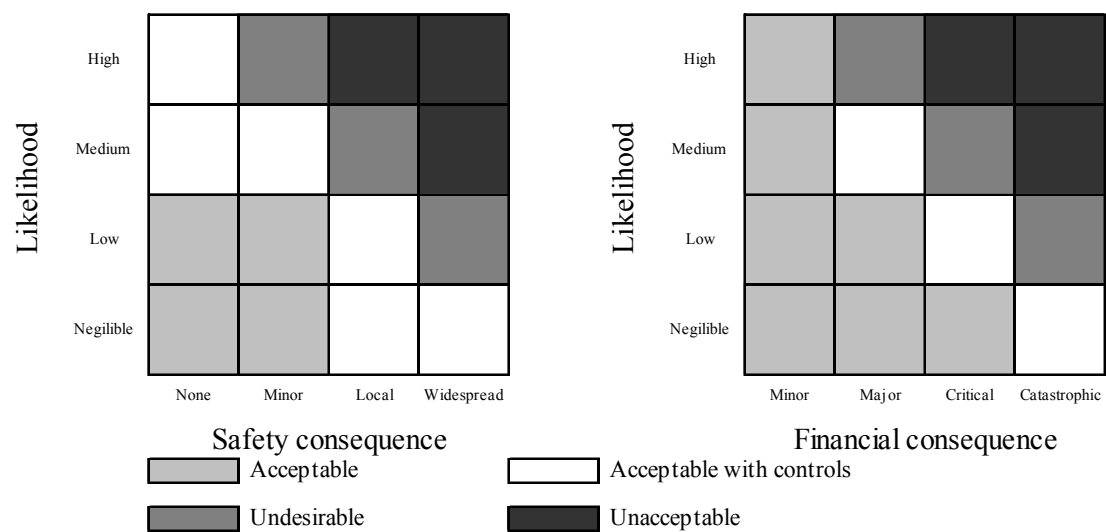 High
High
Medium
Medium
Likelihood
Likelihood
Low
Low
Negilible
Negilible
None Minor Local Widespread
Minor Major Critical Catastrophic
Safety consequence
Financial consequence
Acceptable
Acceptable with controls
Undesirable
Unacceptable